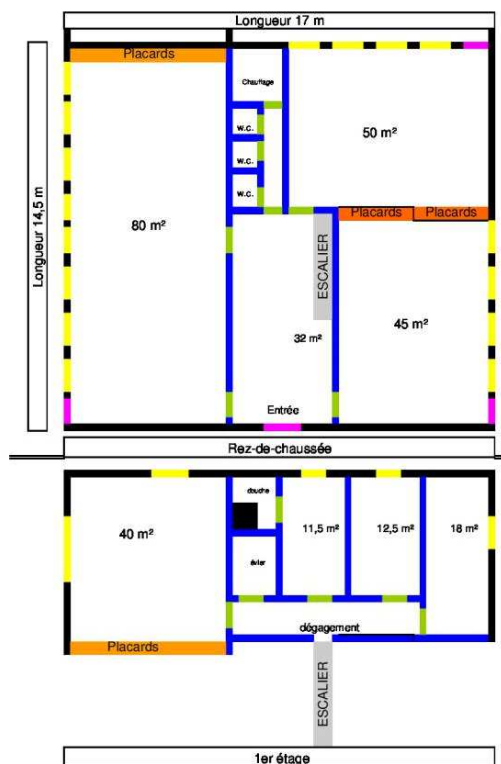 Longueur 17 m
Placards
Chauffage
w.c.
w.c.
w.c.
50 m²
Longueur 14,5 m
80 m²
Placards
Placards
ESCALIER
32 m²
45 m²
Entrée
Rez-de-chaussée
douche
40 m²
11,5 m²
12,5 m²
18 m²
évier
dégagement
Placards
ESCALIER
1er étage